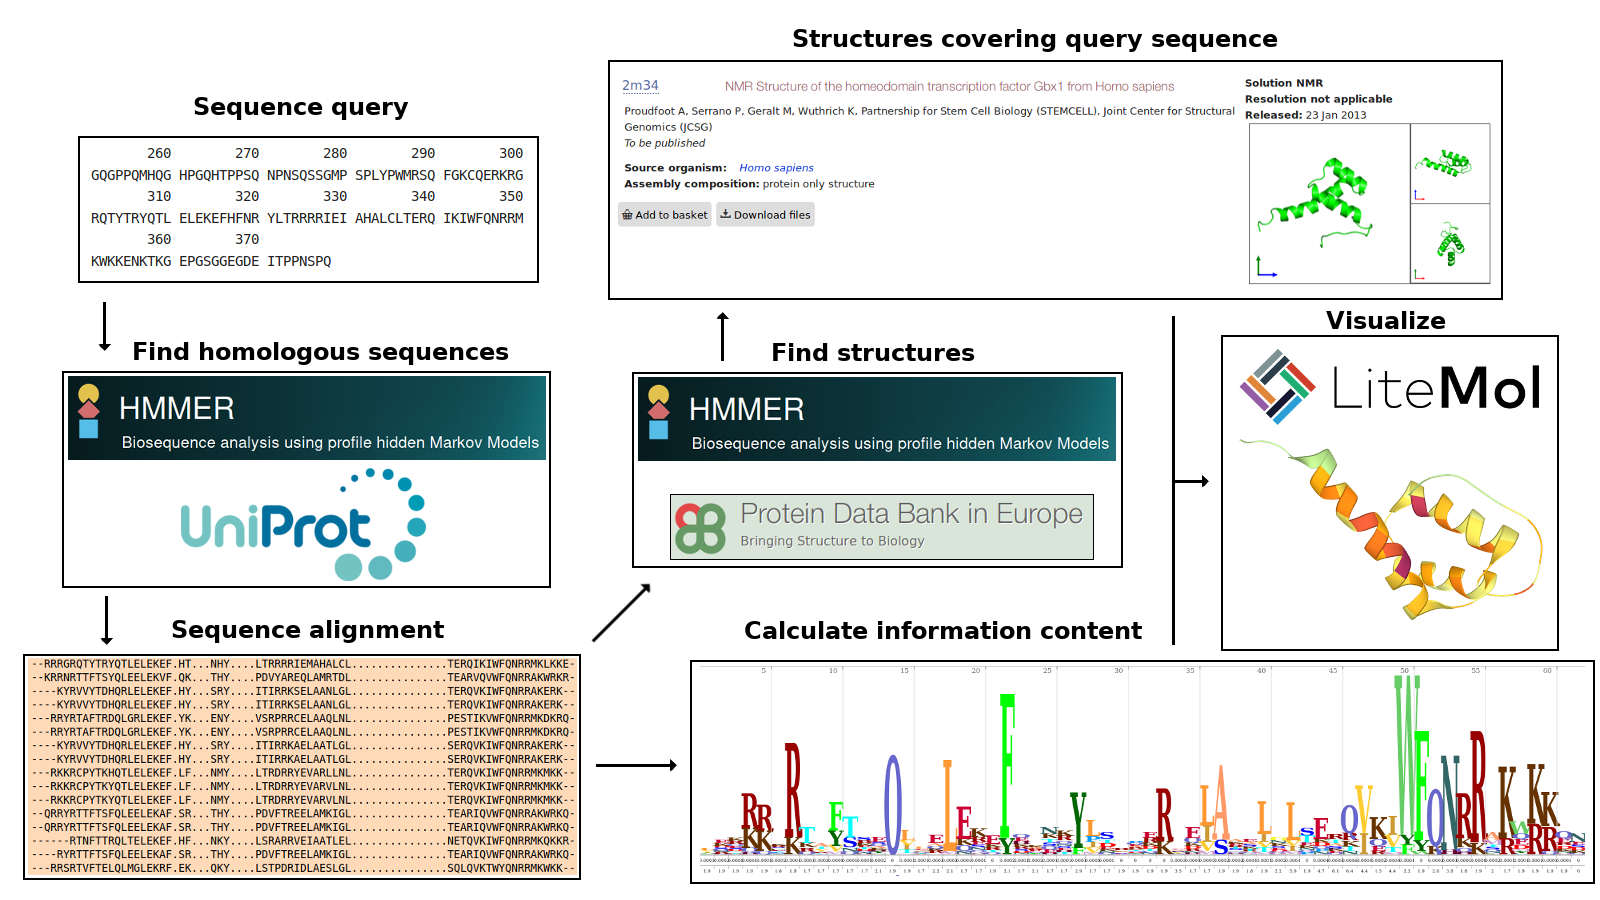 Structures covering query sequence
Sequence query
260 270 280 290 300
GQGPPQMHQG HPGQHTPPSQ NPNSQSSGMP SPLYPWMRSQ FGKCQERKRG
310 320 330 340 350
RQTYTRYQTL ELEKEFHFNR YLTRRRRIEI AHALCLTERQ IKIWFQNRRM
360 370
KWKKENKTKG EPGSGGEGDE ITPPNSPQ
2m34
NMR Structure of the homeodomain transcription factor Gbx1 from Homo sapiens
Proudfoot A, Serrano P, Geralt M, Wuthrich K, Partnership for Stem Cell Biology (STEMCELL), Joint Center for Structural
Genomics (JCSG)
To be published
Source organism: Homo sapiens
Assembly composition: protein only structure
Add to basket
Download files
Solution NMR
Resolution not applicable
Released: 23 Jan 2013
Find homologous sequences
HMMER
Biosequence analysis using profile hidden Markov Models
UniProt
Find structures
HMMER
Biosequence analysis using profile hidden Markov Models
Protein Data Bank in Europe
Bringing Structure to Biology
Visualize
LiteMol
Sequence alignment
--RRRGRQTYTRYQTLELEKEF.HT...NHY....LTRRRRIEMAHALCL...............TERQIKIWFQNRRMKLKKE-
--KRRNRTTFTSYQLEELEKVF.QK...THY....PDVYAREQLAMRTDL...............TEARVQVWFQNRRAKWRKR-
----KYRVVYTDHQRLELEKEF.HY...SRY....ITIRRKSELAANLGL...............TERQVKIWFQNRRAKERK--
----KYRVVYTDHQRLELEKEF.HY...SRY....ITIRRKSELAANLGL...............TERQVKIWFQNRRAKERK--
---RRYRTAFTRDQLGRLEKEF.YK...ENY....VSRPRRCELAAQLNL...............PESTIKVWFQNRRMKDKRQ-
---RRYRTAFTRDQLGRLEKEF.YK...ENY....VSRPRRCELAAQLNL...............PESTIKVWFQNRRMKDKRQ-
----KYRVVYTDHQRLELEKEF.HY...SRY....ITIRRKAELAATLGL...............SERQVKIWFQNRRAKERK--
----KYRVVYTDHQRLELEKEF.HY...SRY....ITIRRKAELAATLGL...............SERQVKIWFQNRRAKERK--
---RKKRCPYTKHQTLELEKEF.LF...NMY....LTRDRRYEVARLLNL...............TERQVKIWFQNRRMKMKK--
---RKKRCPYTKYQTLELEKEF.LF...NMY....LTRDRRYEVARVLNL...............TERQVKIWFQNRRMKMKK--
---RKKRCPYTKYQTLELEKEF.LF...NMY....LTRDRRYEVARVLNL...............TERQVKIWFQNRRMKMKK--
--QRRYRTTFTSFQLEELEKAF.SR...THY....PDVFTREELAMKIGL...............TEARIQVWFQNRRAKWRKQ-
--QRRYRTTFTSFQLEELEKAF.SR...THY....PDVFTREELAMKIGL...............TEARIQVWFQNRRAKWRKQ-
------RTNFTTRQLTELEKEF.HF...NKY....LSRARRVEIAATLEL...............NETQVKIWFQNRRMKQKKR-
----RYRTTFTSFQLEELEKAF.SR...THY....PDVFTREELAMKIGL...............TEARIQVWFQNRRAKWRKQ-
---RRSRTVFTELQLMGLEKRF.EK...QKY....LSTPDRIDLAESLGL...............SQLQVKTWYQNRRMKWKK--
Calculate information content
5 10 15 20 25 30 35 40 45 50 55 60